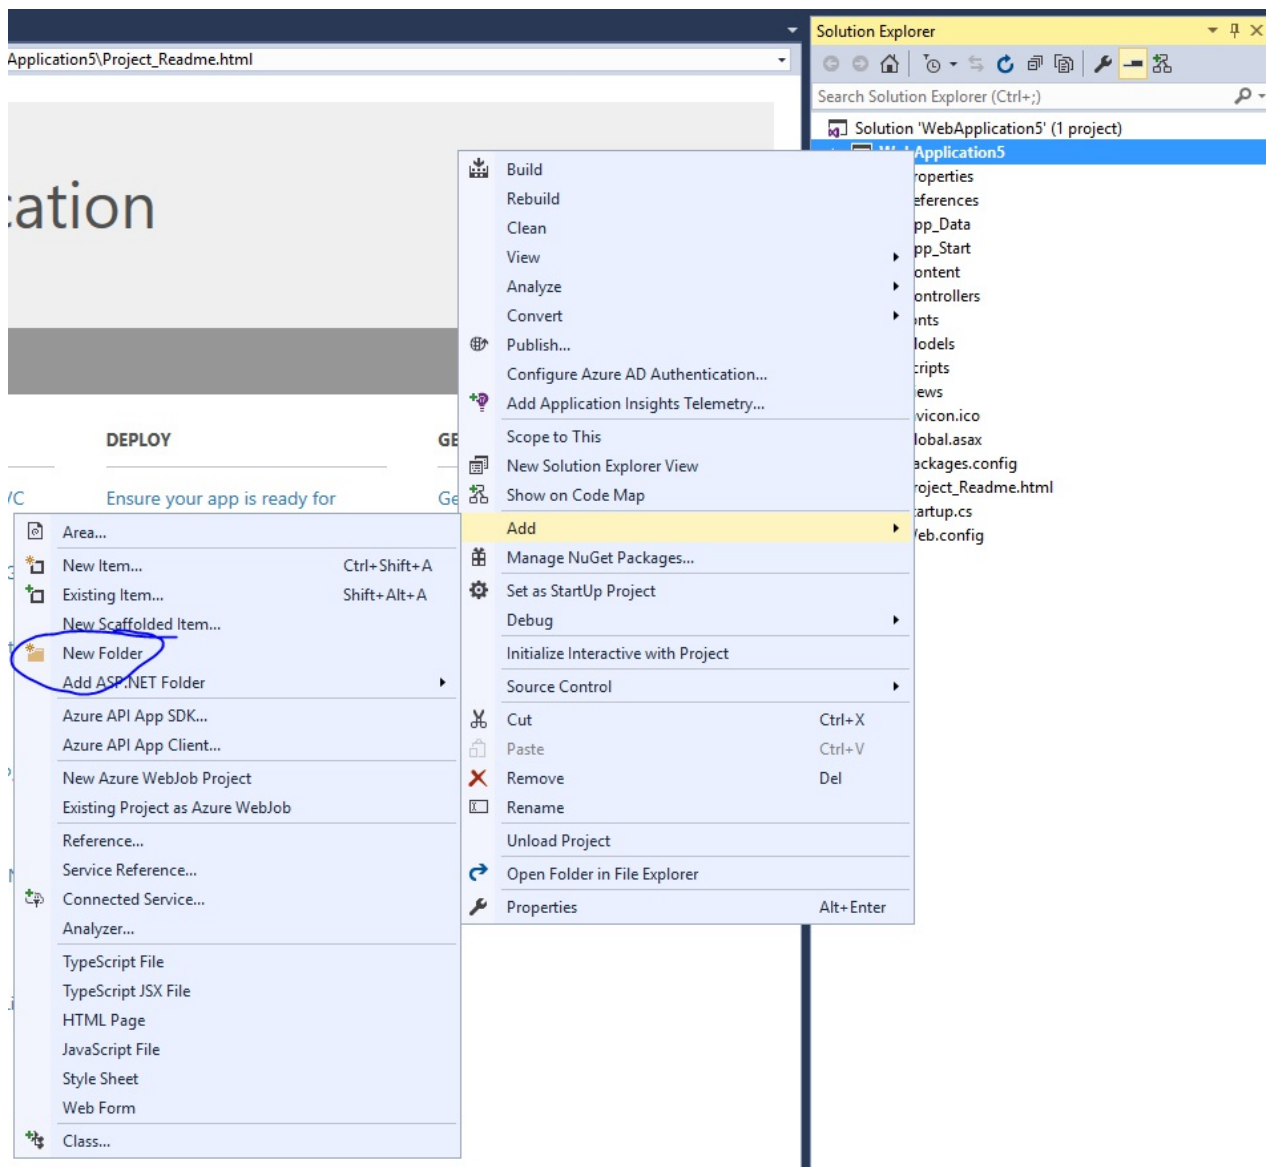 Application5\Project_Readme.html
cation
DEPLOY
GE
/C
Ensure your app is ready for
Ge
Solution Explorer
Search Solution Explorer (Ctrl+;)
Solution 'WebApplication5' (1 project)
WebApplication5
roperties
eferences
pp_Data
pp_Start
ontent
ontrollers
onts
Models
cripts
iews
avicon.ico
lobal.asax
ackages.config
roject_Readme.html
tartup.cs
Web.config
Build
Rebuild
Clean
View
Analyze
Convert
Publish...
Configure Azure AD Authentication...
Add Application Insights Telemetry...
Scope to This
New Solution Explorer View
Show on Code Map
Add
Manage NuGet Packages...
Set as StartUp Project
Debug
Initialize Interactive with Project
Source Control
Cut Ctrl+X
Paste Ctrl+V
Remove Del
Rename
Unload Project
Open Folder in File Explorer
Properties Alt+Enter
Area...
New Item... Ctrl+Shift+A
Existing Item... Shift+Alt+A
New Scaffolded Item...
New Folder
Add ASP.NET Folder
Azure API App SDK...
Azure API App Client...
New Azure WebJob Project
Existing Project as Azure WebJob
Reference...
Service Reference...
Connected Service...
Analyzer...
TypeScript File
TypeScript JSX File
HTML Page
JavaScript File
Style Sheet
Web Form
Class...